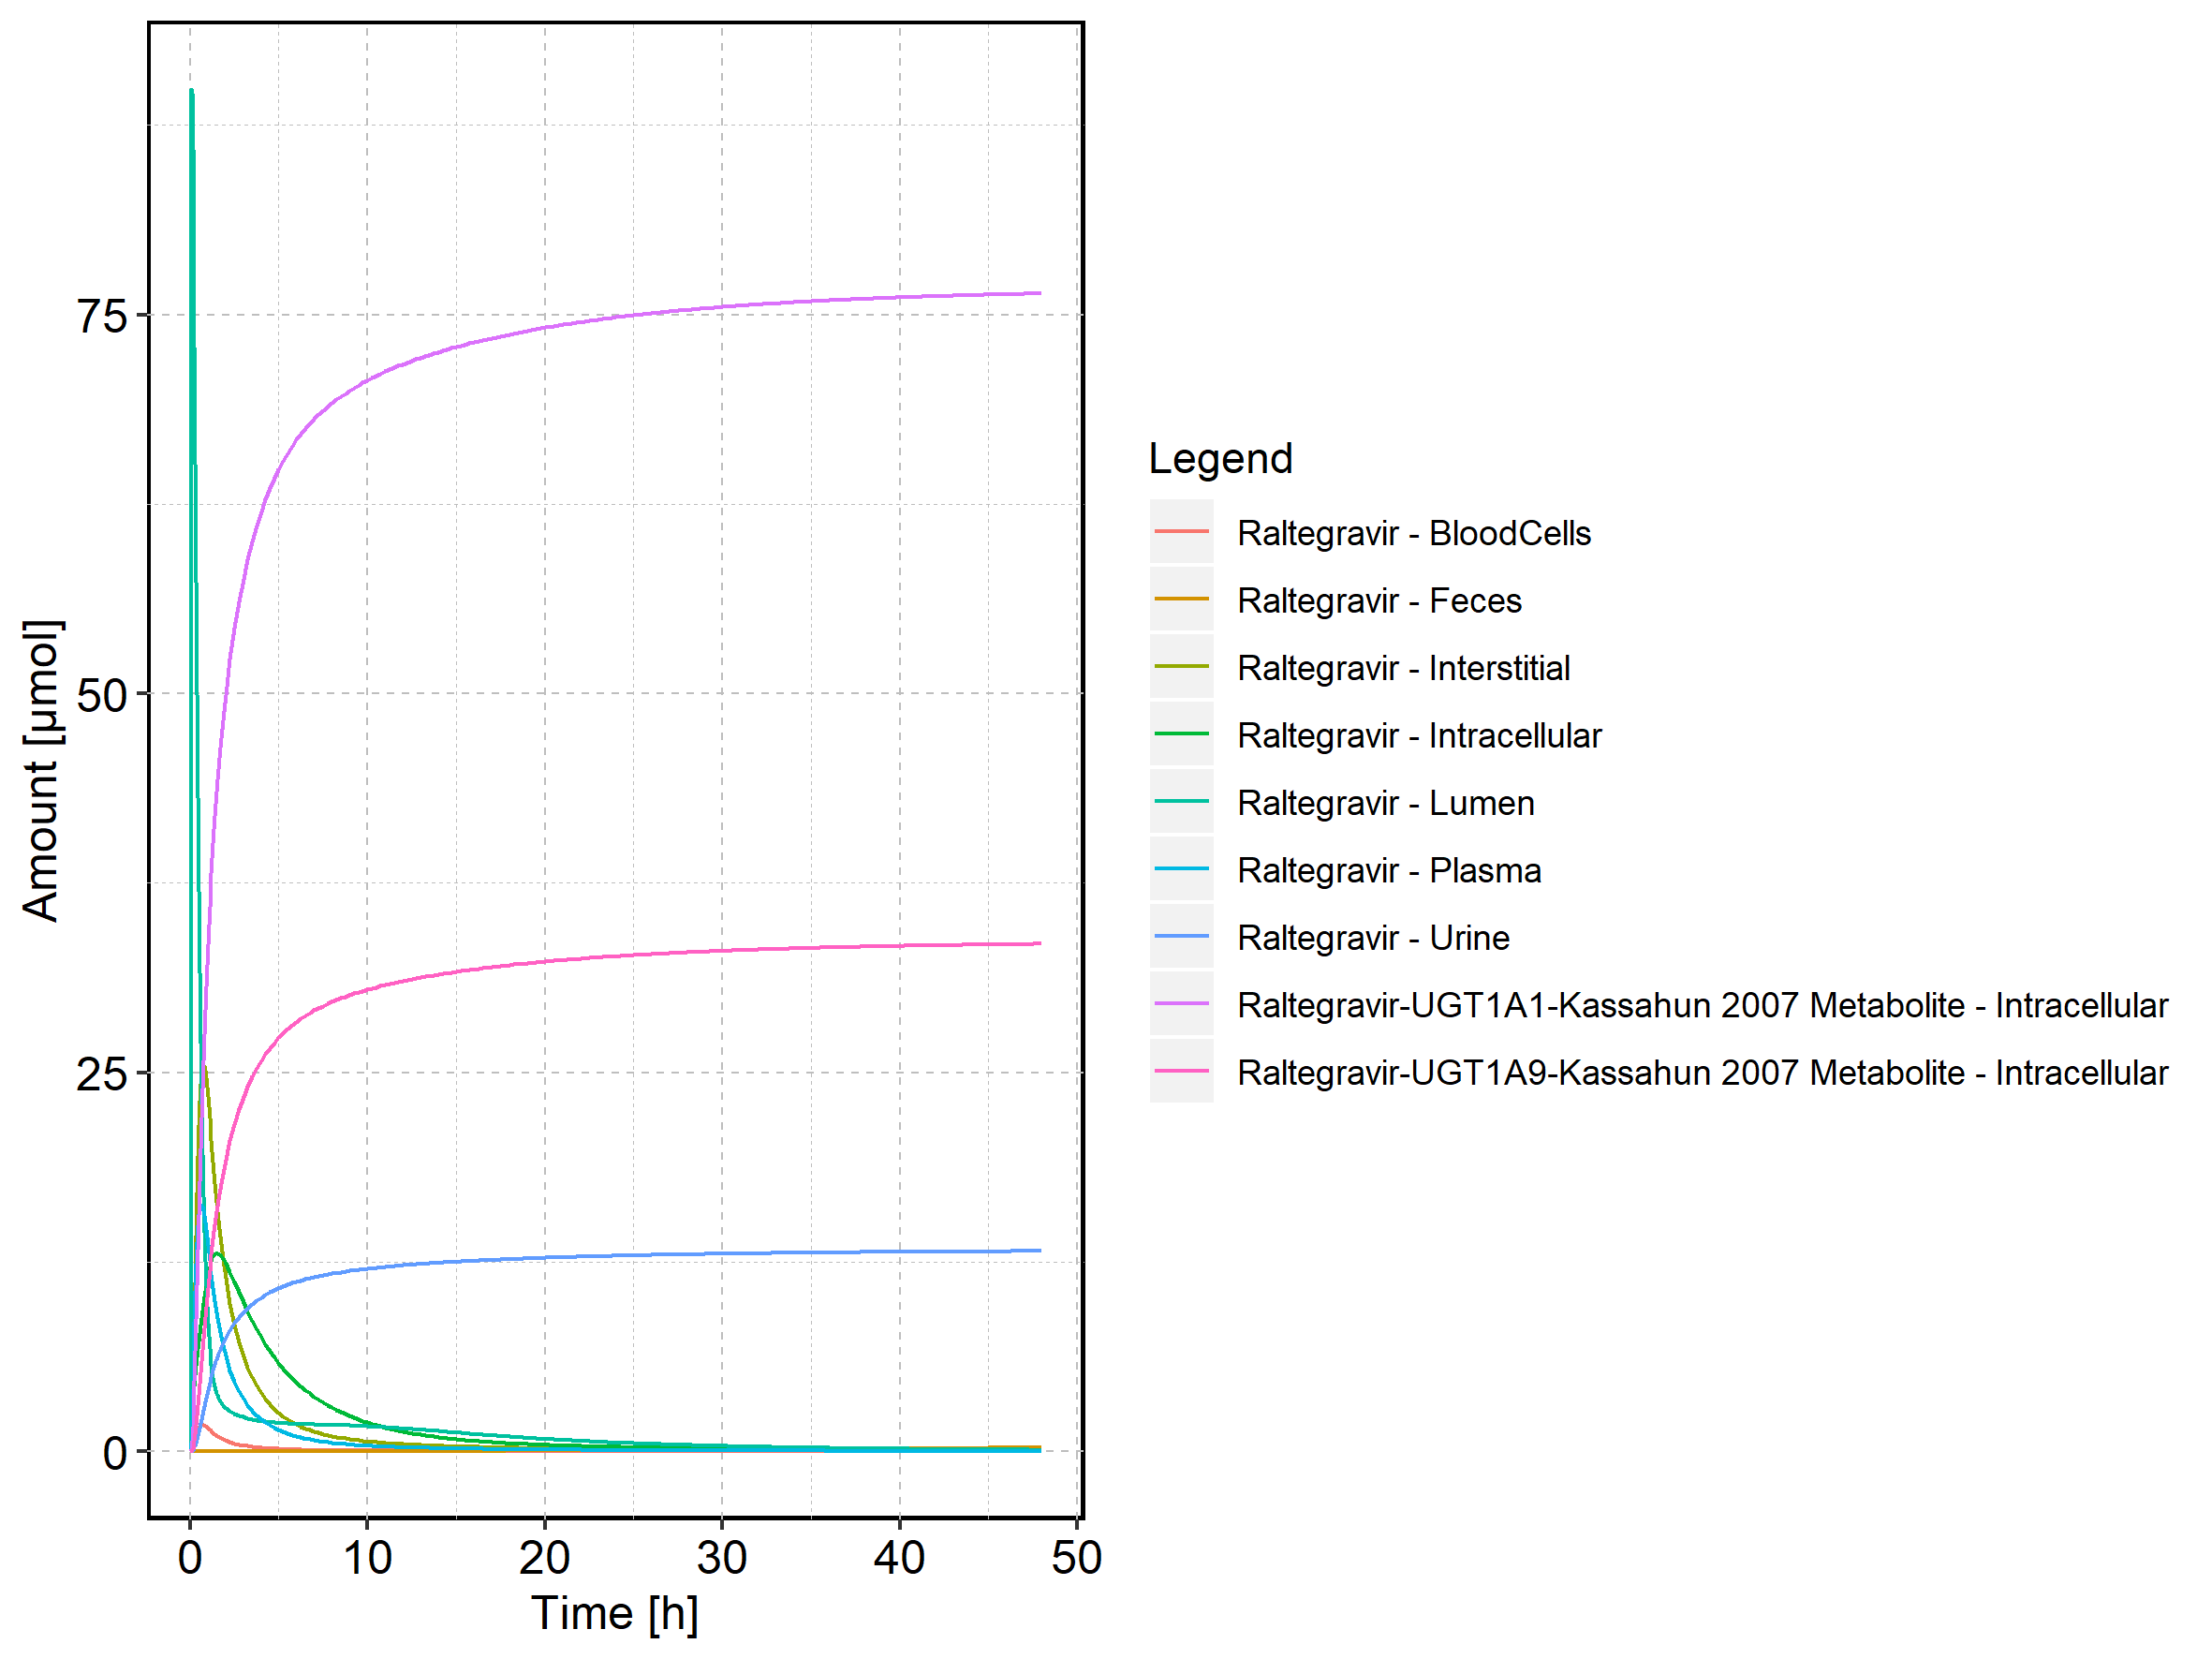 Amount [µmol]
75
50
25
0
0 10 20 30 40 50
Time [h]
Legend
Raltegravir - BloodCells
Raltegravir - Feces
Raltegravir - Interstitial
Raltegravir - Intracellular
Raltegravir - Lumen
Raltegravir - Plasma
Raltegravir - Urine
Raltegravir-UGT1A1-Kassahun 2007 Metabolite - Intracellular
Raltegravir-UGT1A9-Kassahun 2007 Metabolite - Intracellular